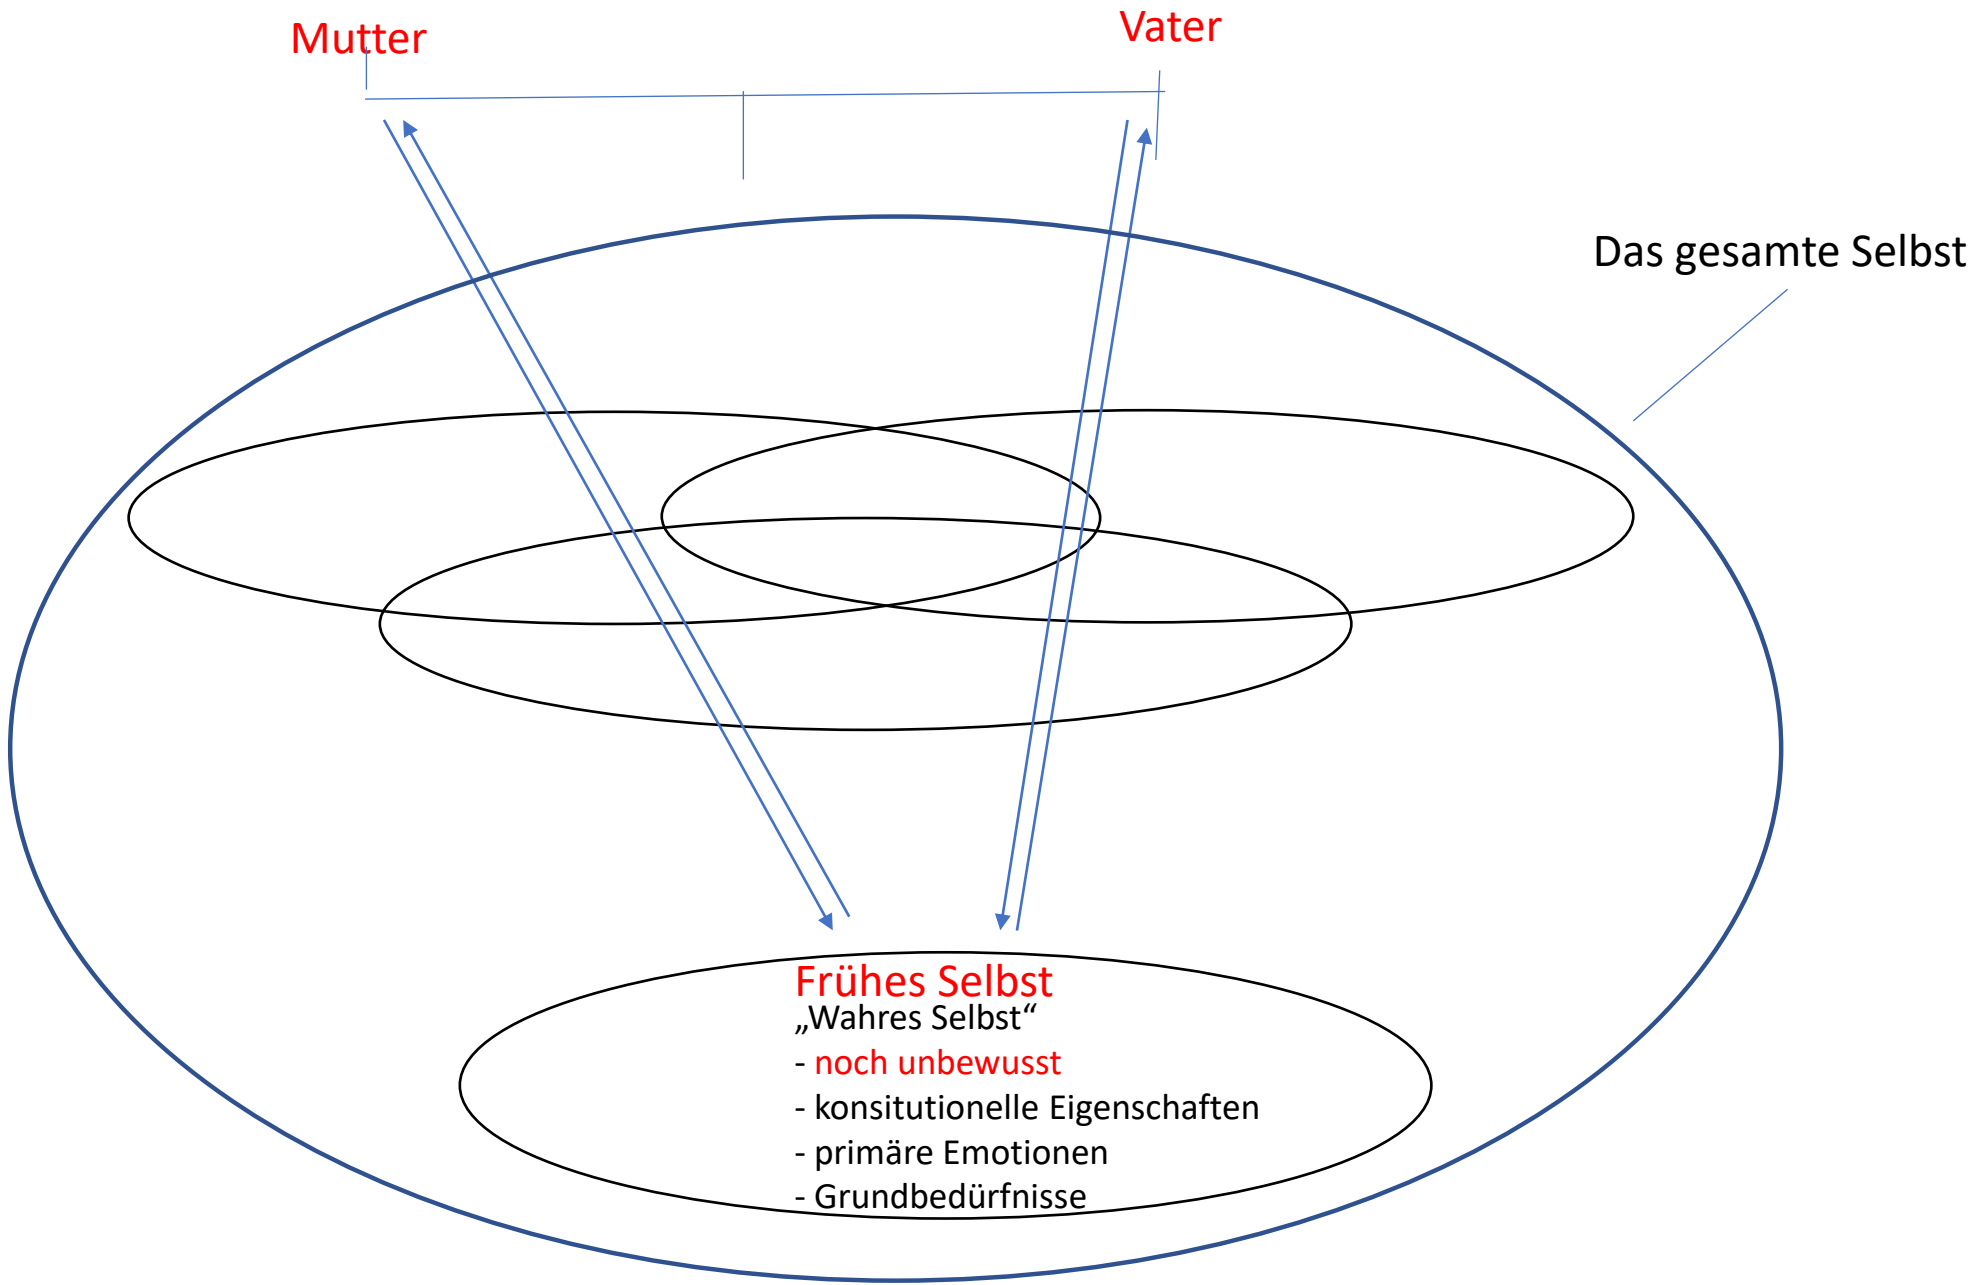 Mutter
Vater
Das gesamte Selbst
Frühes Selbst
„Wahres Selbst“
- noch unbewusst
- konsitutionelle Eigenschaften
- primäre Emotionen
- Grundbedürfnisse